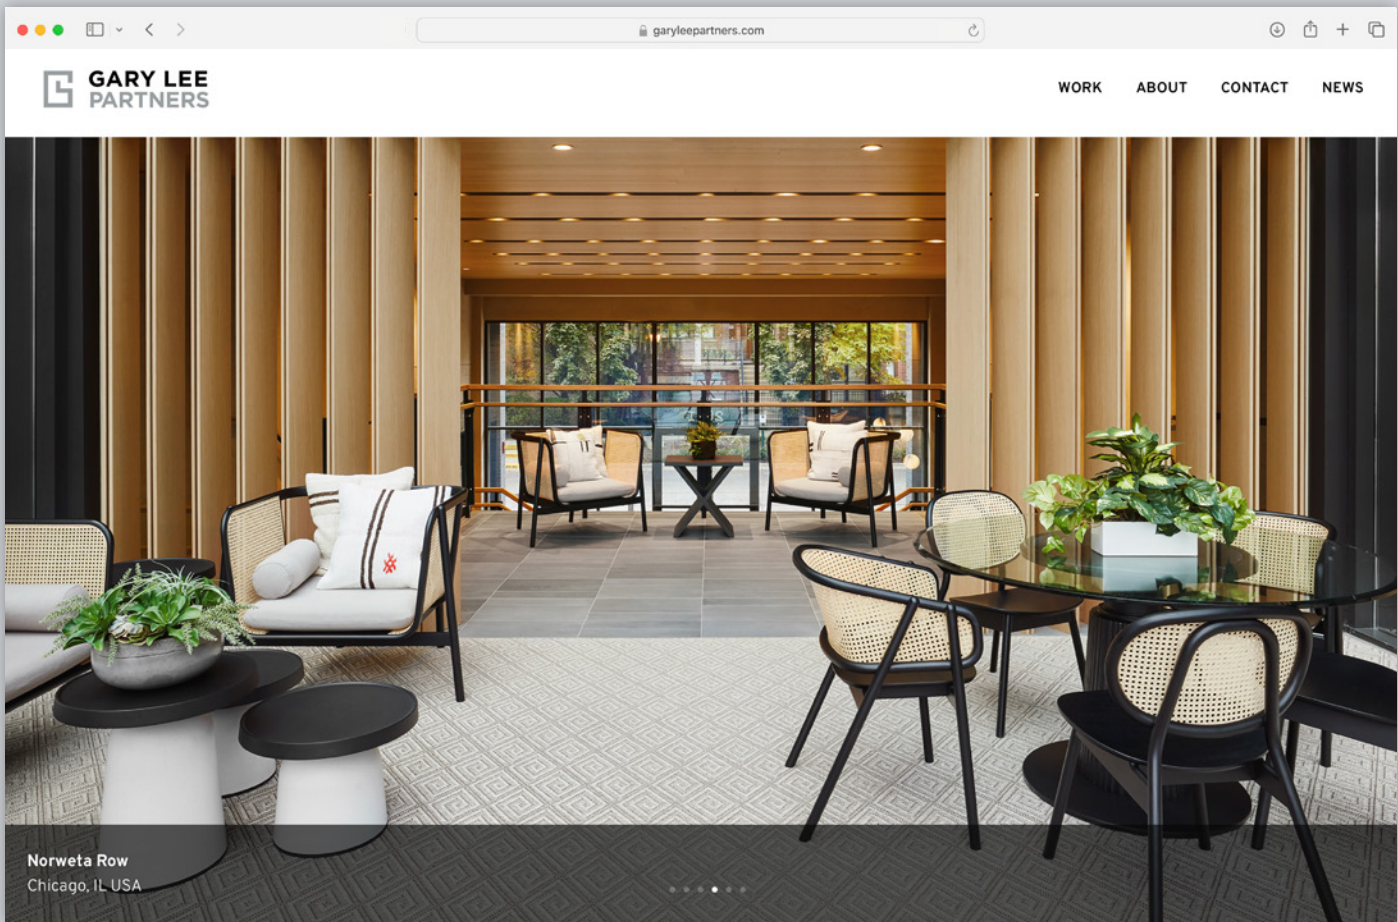 garyleepartners.com
GARY LEE
PARTNERS
WORK ABOUT CONTACT NEWS
Norweta Row
Chicago, IL USA